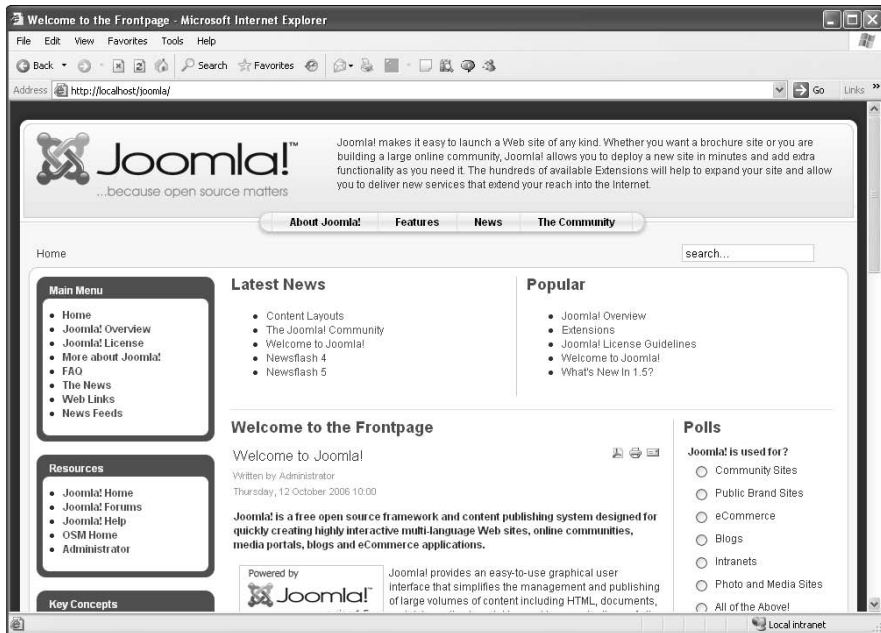 Welcome to the Frontpage - Microsoft Internet Explorer
File Edit View Favorites Tools Help
Back Search Favorites
Address http://localhost/joomla/ Go Links »
Joomla!™
...because open source matters
Joomla! makes it easy to launch a Web site of any kind. Whether you want a brochure site or you are
building a large online community, Joomla! allows you to deploy a new site in minutes and add extra
functionality as you need it. The hundreds of available Extensions will help to expand your site and allow
you to deliver new services that extend your reach into the Internet.
About Joomla! Features News The Community
Home
search...
Main Menu
Home
Joomla! Overview
Joomla! License
More about Joomla!
FAQ
The News
Web Links
News Feeds
Resources
Joomla! Home
Joomla! Forums
Joomla! Help
OSM Home
Administrator
Key Concepts
Latest News
Content Layouts
The Joomla! Community
Welcome to Joomla!
Newsflash 4
Newsflash 5
Popular
Joomla! Overview
Extensions
Joomla! License Guidelines
Welcome to Joomla!
What's New In 1.5?
Welcome to the Frontpage
Welcome to Joomla!
Written by Administrator
Thursday, 12 October 2006 10:00
Joomla! is a free open source framework and content publishing system designed for
quickly creating highly interactive multi-language Web sites, online communities,
media portals, blogs and eCommerce applications.
Powered by
Joomla!
Joomla! provides an easy-to-use graphical user
interface that simplifies the management and publishing
of large volumes of content including HTML, documents,
Polls
Joomla! is used for?
Community Sites
Public Brand Sites
eCommerce
Blogs
Intranets
Photo and Media Sites
All of the Above!
Local intranet